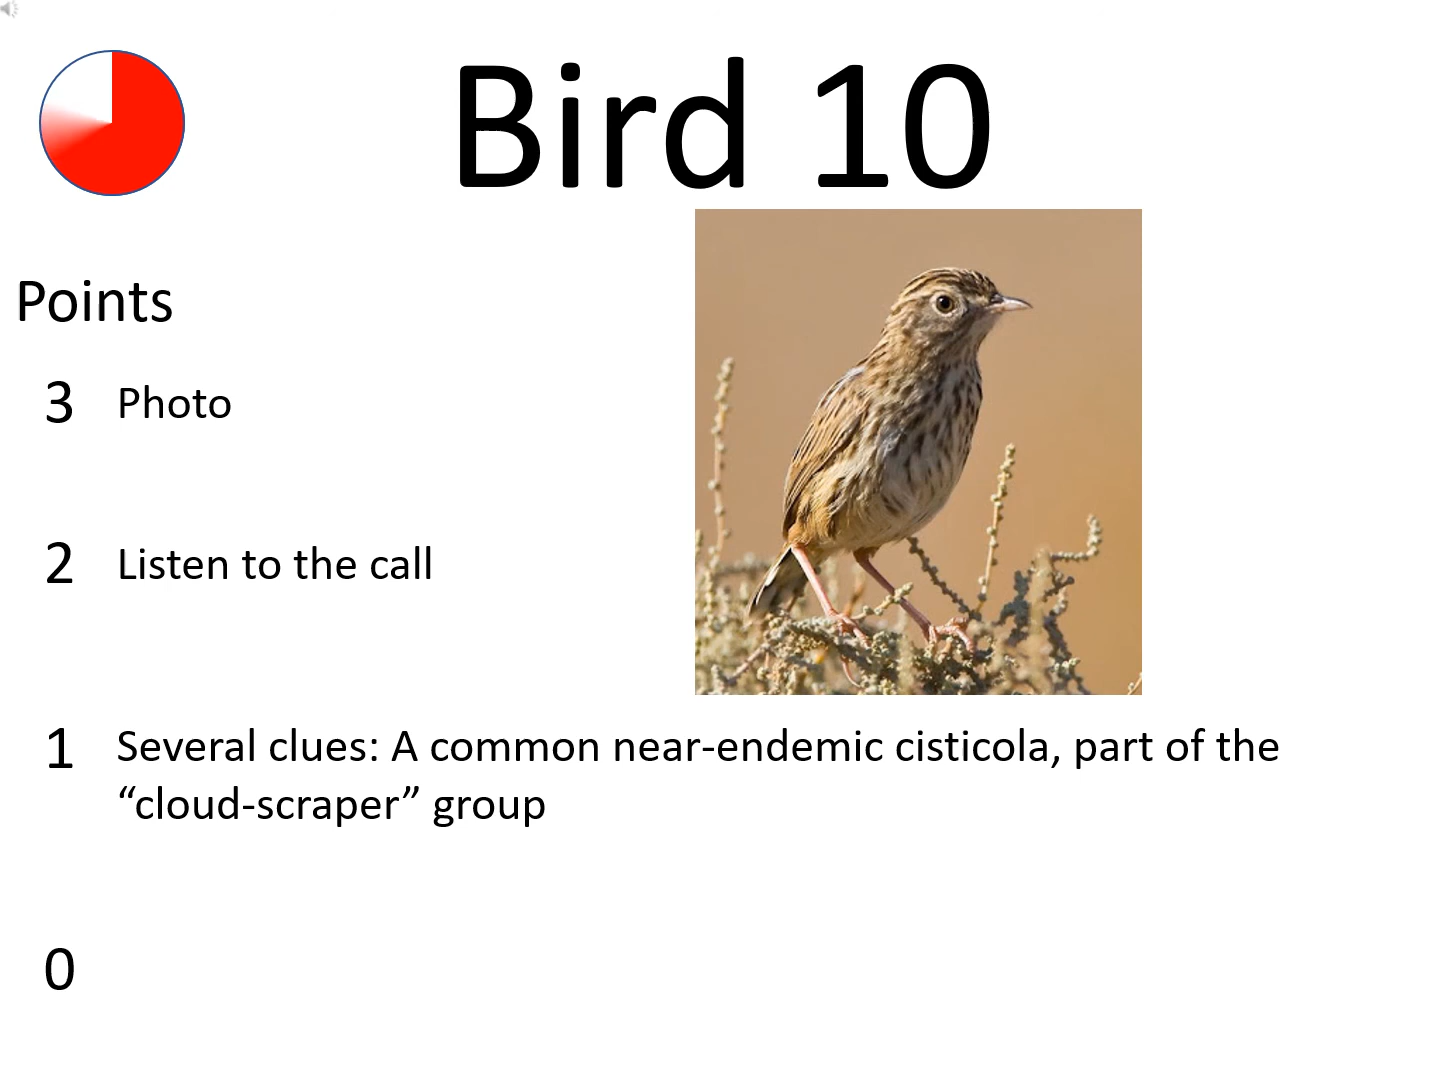 Bird 10
Points
3 Photo
2 Listen to the call
1 Several clues: A common near-endemic cisticola, part of the
“cloud-scraper” group
0